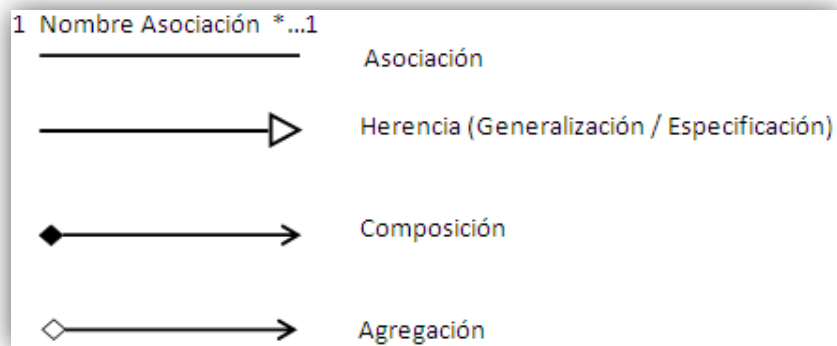 1 Nombre Asociación *...1
Asociación
Herencia (Generalización / Especificación)
Composición
Agregación